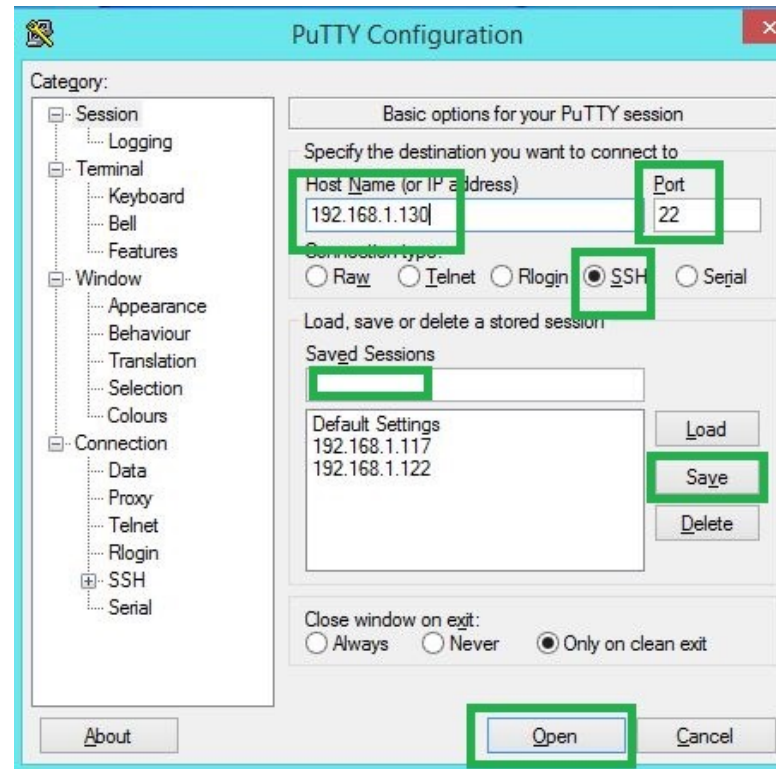 PuTTY Configuration
Category:
Session
Logging
Terminal
Keyboard
Bell
Features
Window
Appearance
Behaviour
Translation
Selection
Colours
Connection
Data
Proxy
Telnet
Rlogin
SSH
Serial
Basic options for your PuTTY session
Specify the destination you want to connect to
Host Name (or IP address) Port
192.168.1.130 22
Connection type:
Raw Telnet Rlogin SSH Serial
Load, save or delete a stored session
Saved Sessions
Default Settings
192.168.1.117
192.168.1.122
Load
Save
Delete
Close window on exit:
Always Never Only on clean exit
About Open Cancel